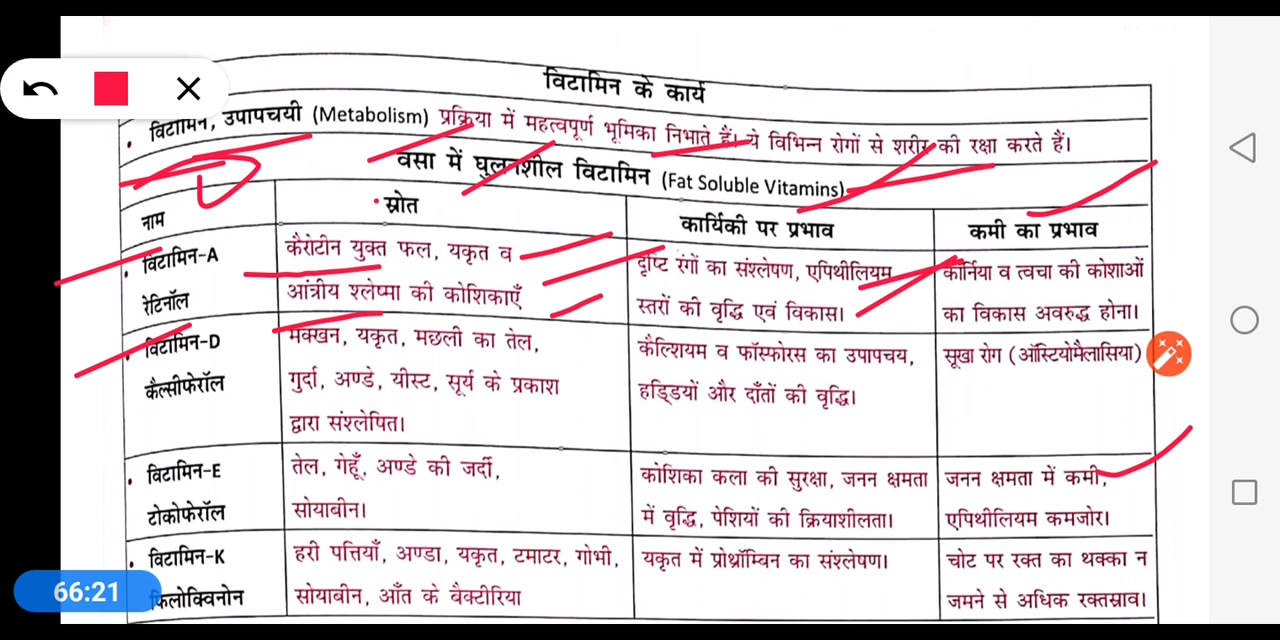 विटामिन के कार्य
• विटामिन, उपापचयी (Metabolism) प्रक्रिया में महत्वपूर्ण भूमिका निभाते हैं। ये विभिन्न रोगों से शरीर की रक्षा करते हैं।
वसा में घुलनशील विटामिन (Fat Soluble Vitamins)
नाम स्रोत कार्यिकी पर प्रभाव कमी का प्रभाव
• विटामिन-A कैरोटीन युक्त फल, यकृत व दृष्टि रंगों का संश्लेषण, एपिथीलियम कॉर्निया व त्वचा की कोशाओं
रेटिनॉल आंत्रीय श्लेष्मा की कोशिकाएँ स्तरों की वृद्धि एवं विकास। का विकास अवरुद्ध होना।
• विटामिन-D मक्खन, यकृत, मछली का तेल, कैल्शियम व फॉस्फोरस का उपापचय, सूखा रोग (ऑस्टियोमैलासिया)
कैल्सीफेरॉल गुर्दा, अण्डे, यीस्ट, सूर्य के प्रकाश हड्डियों और दाँतों की वृद्धि।
द्वारा संश्लेषित।
• विटामिन-E तेल, गेहूँ, अण्डे की जर्दी, कोशिका कला की सुरक्षा, जनन क्षमता जनन क्षमता में कमी,
टोकोफेरॉल सोयाबीन। में वृद्धि, पेशियों की क्रियाशीलता। एपिथीलियम कमजोर।
• विटामिन-K हरी पत्तियाँ, अण्डा, यकृत, टमाटर, गोभी, यकृत में प्रोथ्रॉम्बिन का संश्लेषण। चोट पर रक्त का थक्का न
फिलोक्विनोन सोयाबीन, आँत के बैक्टीरिया जमने से अधिक रक्तस्राव।
66:21